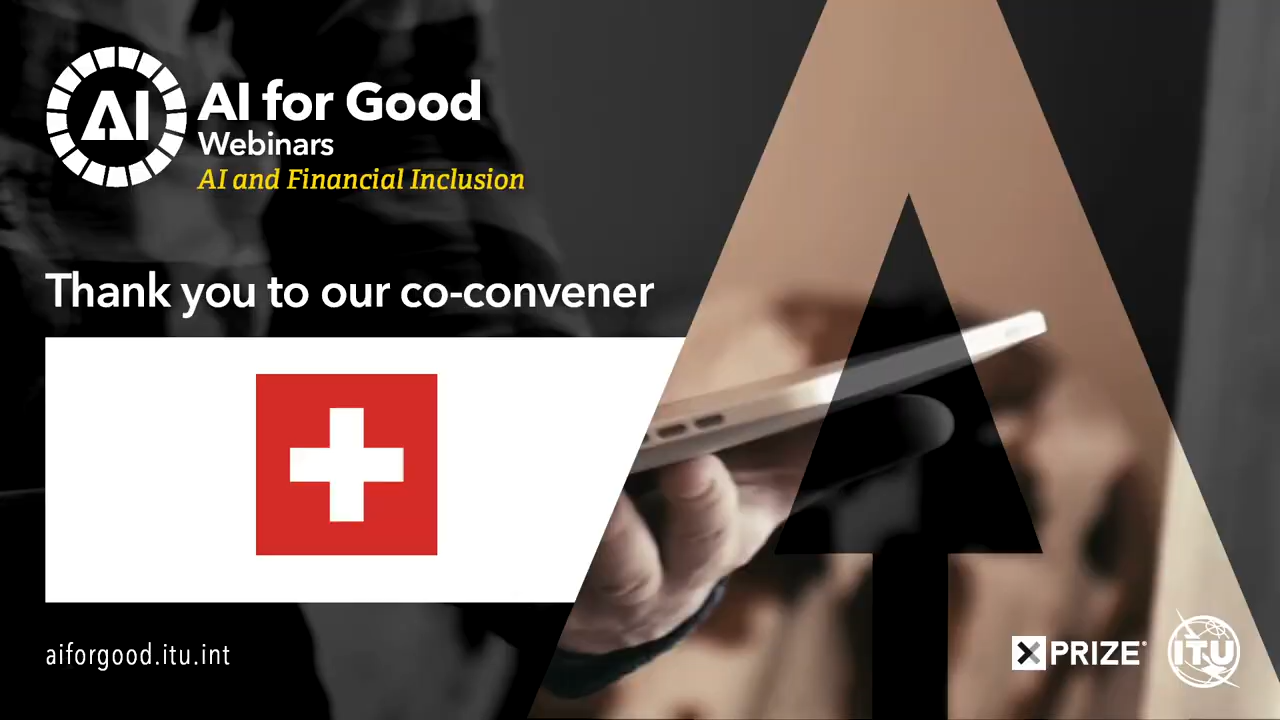 AI
AI for Good
Webinars
AI and Financial Inclusion
Thank you to our co-convener
aiforgood.itu.int
XPRIZE®
ITU